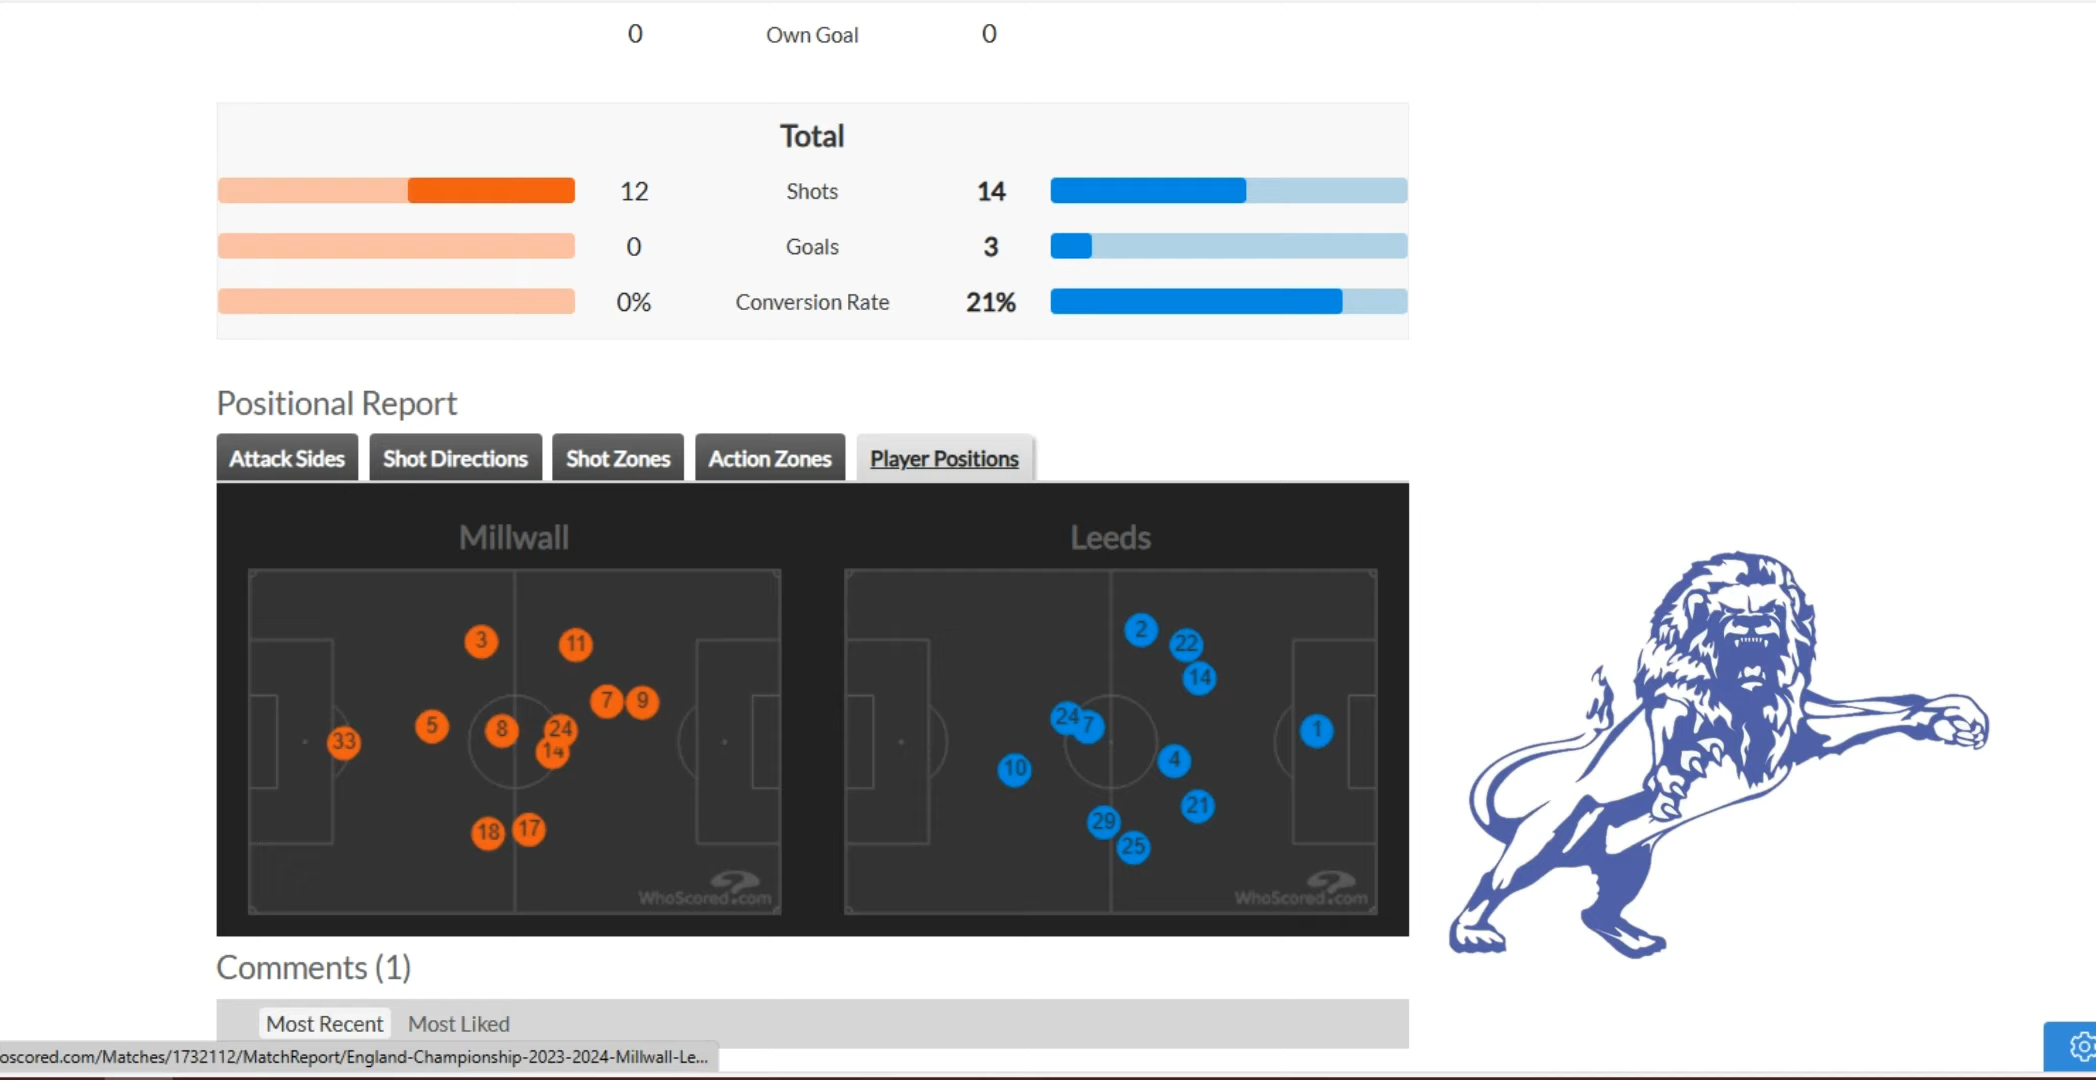 0 Own Goal 0
Total
12 Shots 14
0 Goals 3
0% Conversion Rate 21%
Positional Report
Attack Sides Shot Directions Shot Zones Action Zones Player Positions
Millwall Leeds
3 11
7 9
33 5 8 24
14
18 17
WhoScored.com
2
22
14
24 7
1
10 4
29 21
25
WhoScored.com
Comments (1)
Most Recent Most Liked
oscored.com/Matches/1732112/MatchReport/England-Championship-2023-2024-Millwall-Le...